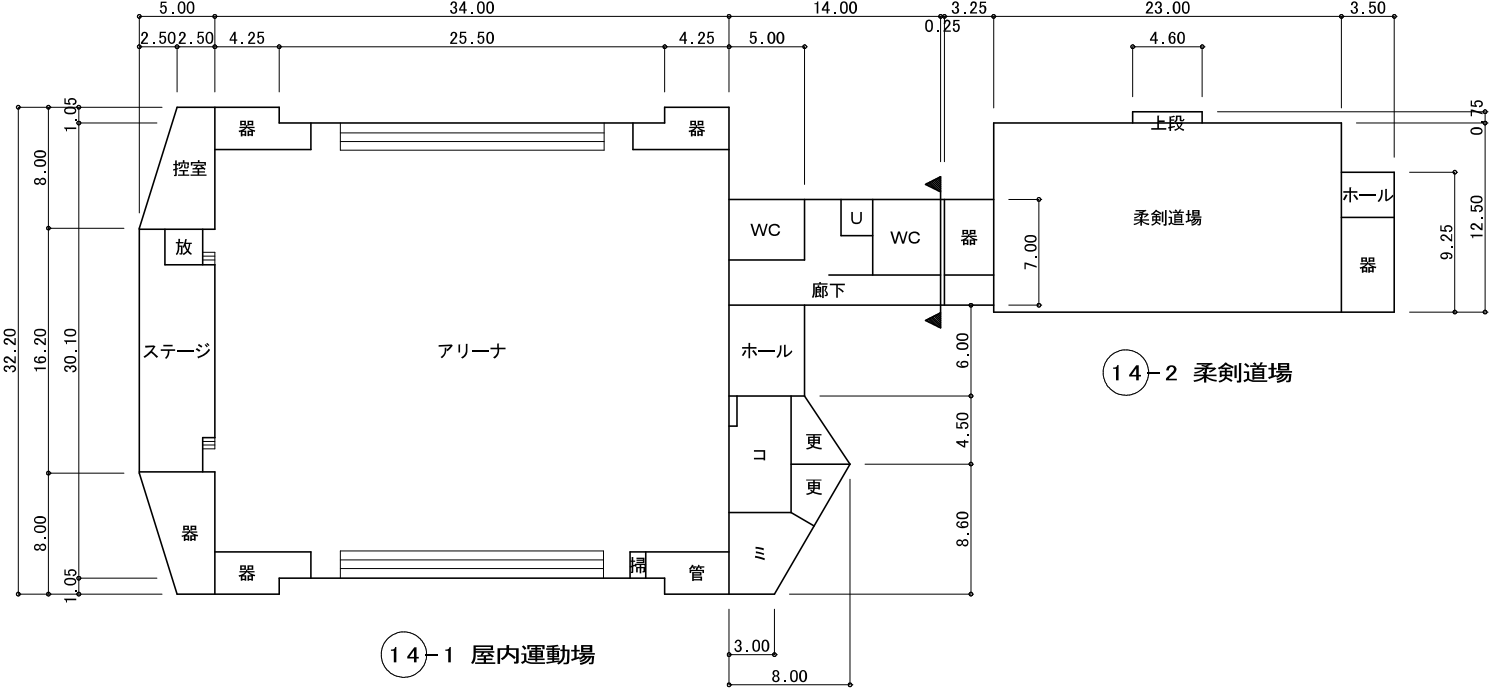 5.00 34.00 14.00 3.25 23.00 3.50
0.25
2.50 2.50 4.25 25.50 4.25 5.00 4.60
1.05
0.75
器 器 上段
8.00 控室
ホール
WC U WC 器 柔剣道場
12.50
9.25
7.00
放
器
廊下
32.20 16.20 30.10 ステージ アリーナ ホール 6.00
14-2 柔剣道場
4.50
コ 更
更
8.00 器 8.60
ミ
器 掃 管
1.05
14-1 屋内運動場
3.00
8.00